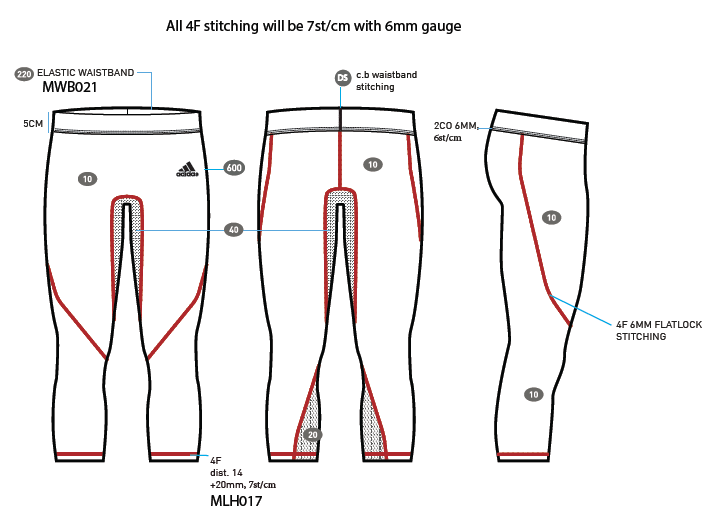 All 4F stitching will be 7st/cm with 6mm gauge
220 ELASTIC WAISTBAND
MWB021
DS c.b waistband
stitching
5CM
2CO 6MM,
6st/cm
10
adidas
600
10
10
40
4F 6MM FLATLOCK
STITCHING
10
20
4F
dist. 14
+20mm, 7st/cm
MLH017